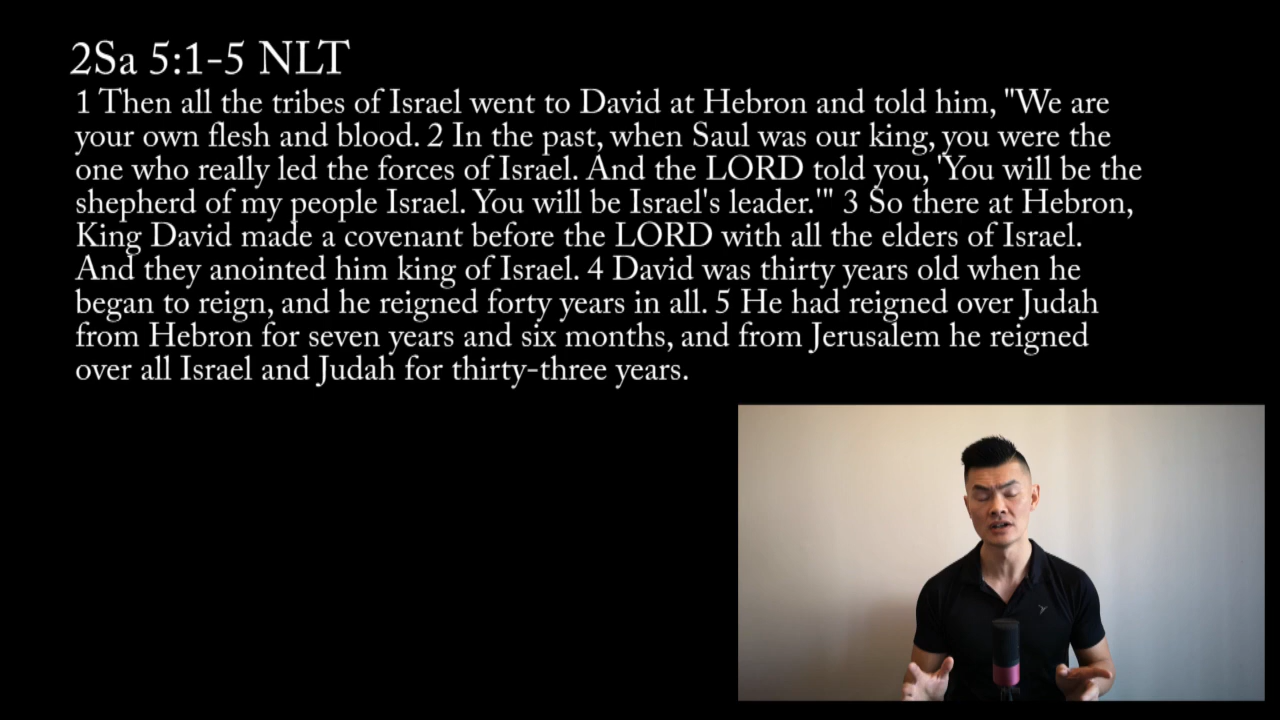 2Sa 5:1-5 NLT
1 Then all the tribes of Israel went to David at Hebron and told him, "We are
your own flesh and blood. 2 In the past, when Saul was our king, you were the
one who really led the forces of Israel. And the LORD told you, 'You will be the
shepherd of my people Israel. You will be Israel's leader.'" 3 So there at Hebron,
King David made a covenant before the LORD with all the elders of Israel.
And they anointed him king of Israel. 4 David was thirty years old when he
began to reign, and he reigned forty years in all. 5 He had reigned over Judah
from Hebron for seven years and six months, and from Jerusalem he reigned
over all Israel and Judah for thirty-three years.